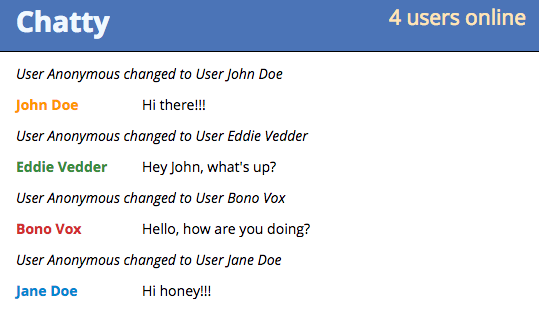 Chatty 4 users online
User Anonymous changed to User John Doe
John Doe Hi there!!!
User Anonymous changed to User Eddie Vedder
Eddie Vedder Hey John, what's up?
User Anonymous changed to User Bono Vox
Bono Vox Hello, how are you doing?
User Anonymous changed to User Jane Doe
Jane Doe Hi honey!!!